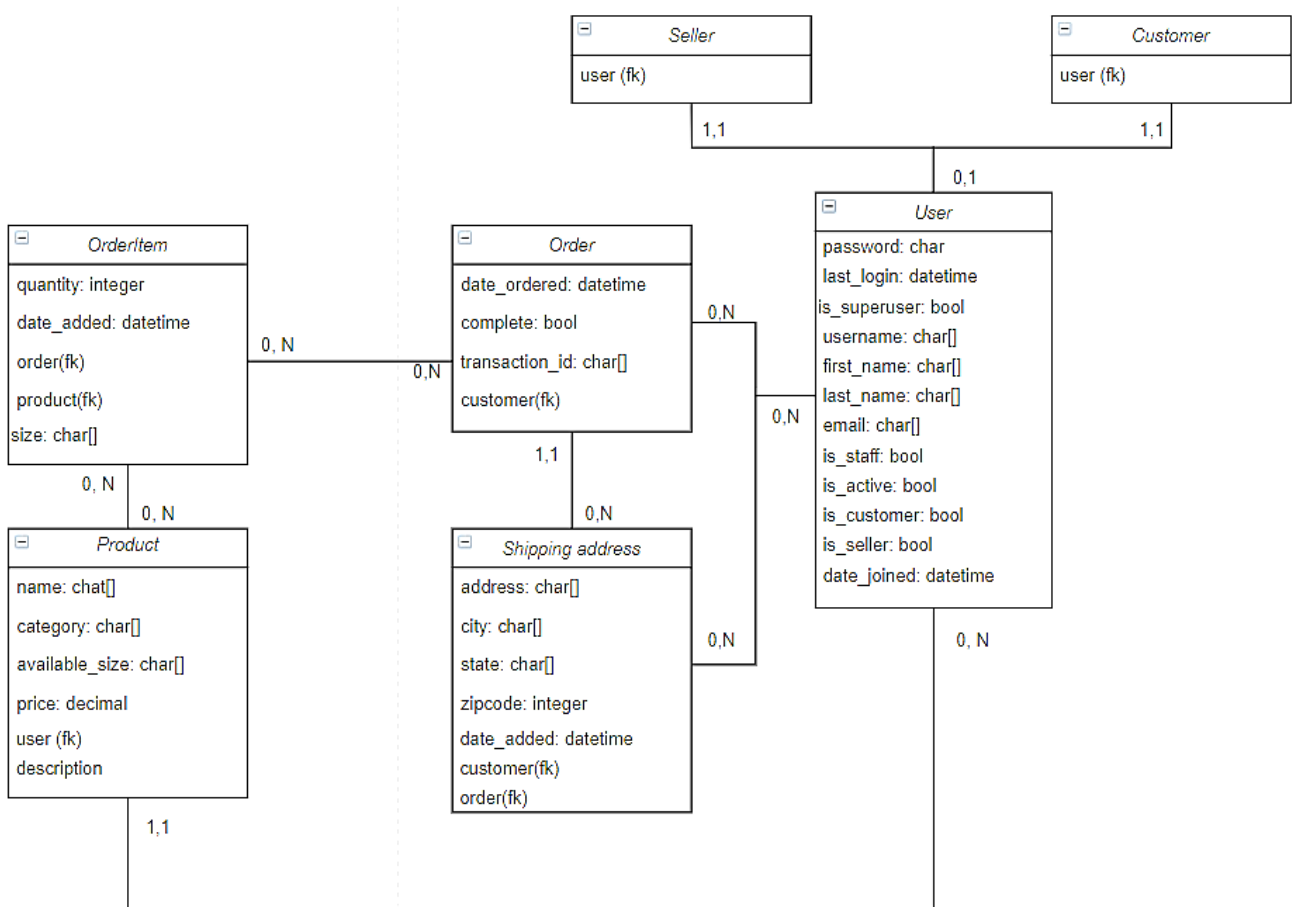 Seller
user (fk)
1,1
Customer
user (fk)
1,1
0,1
User
password: char
last_login: datetime
is_superuser: bool
username: char[]
first_name: char[]
last_name: char[]
email: char[]
is_staff: bool
is_active: bool
is_customer: bool
is_seller: bool
date_joined: datetime
0, N
OrderItem
quantity: integer
date_added: datetime
order(fk)
product(fk)
size: char[]
0, N
0,N
Order
date_ordered: datetime
complete: bool
transaction_id: char[]
customer(fk)
0,N
0,N
1,1
0,N
0, N
0, N
Product
name: chat[]
category: char[]
available_size: char[]
price: decimal
user (fk)
description
1,1
Shipping address
address: char[]
city: char[]
state: char[]
zipcode: integer
date_added: datetime
customer(fk)
order(fk)
0,N